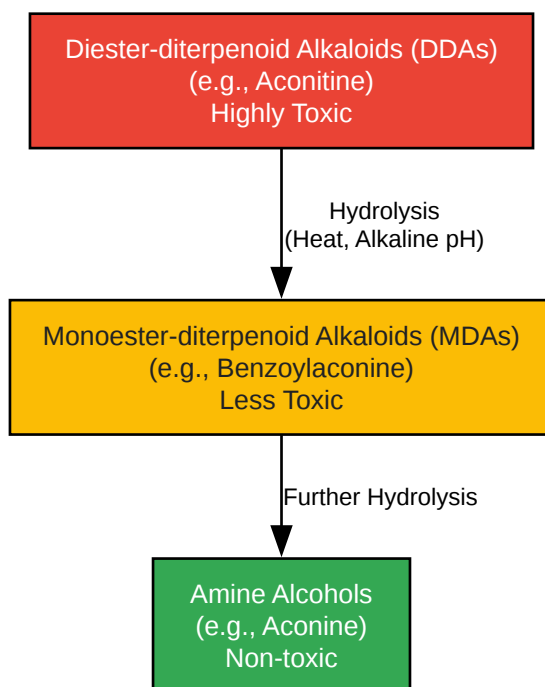 Diester-diterpenoid Alkaloids (DDAs)
(e.g., Aconitine)
Highly Toxic
Hydrolysis
(Heat, Alkaline pH)
Monoester-diterpenoid Alkaloids (MDAs)
(e.g., Benzoylaconine)
Less Toxic
Further Hydrolysis
Amine Alcohols
(e.g., Aconine)
Non-toxic